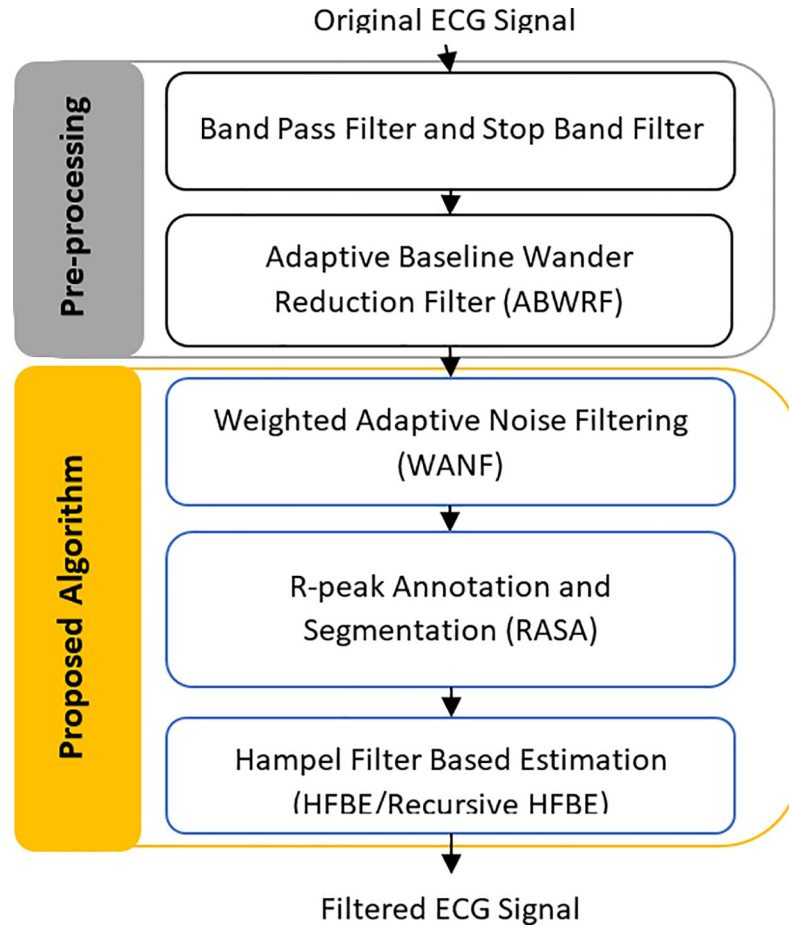 Original ECG Signal
Pre-processing
Band Pass Filter and Stop Band Filter
Adaptive Baseline Wander
Reduction Filter (ABWRF)
Proposed Algorithm
Weighted Adaptive Noise Filtering
(WANF)
R-peak Annotation and
Segmentation (RASA)
Hampel Filter Based Estimation
(HFBE/Recursive HFBE)
Filtered ECG Signal